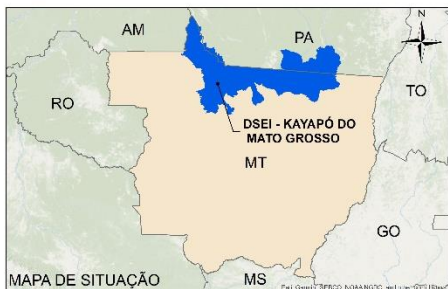 AM
PA
N
RO
TO
DSEI - KAYAPÓ DO
MATO GROSSO
MT
GO
MAPA DE SITUAÇÃO
MS